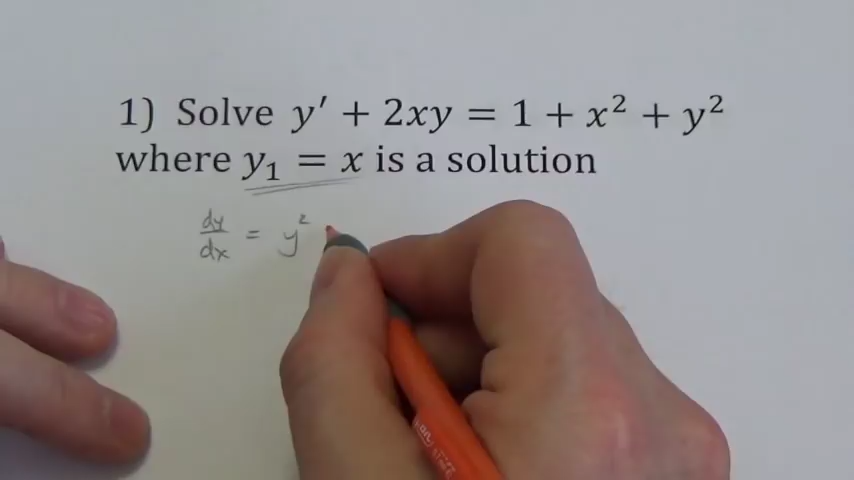 1) Solve y′ + 2xy = 1 + x² + y²
where y₁ = x is a solution
dy/dx = y²